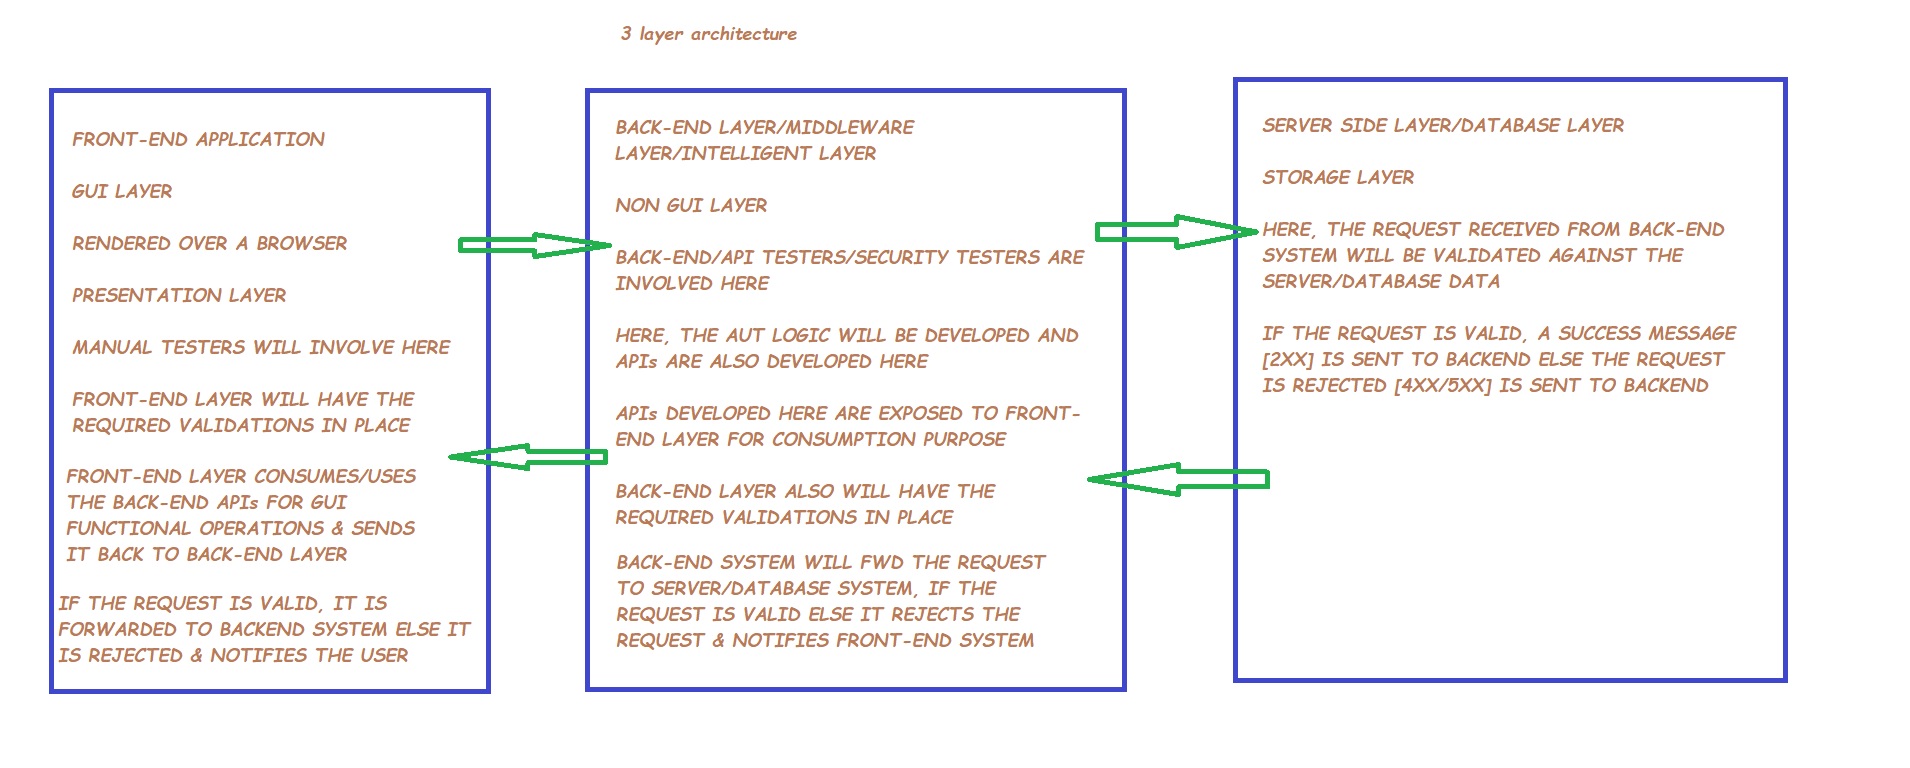 3 layer architecture
FRONT-END APPLICATION
GUI LAYER
RENDERED OVER A BROWSER
PRESENTATION LAYER
MANUAL TESTERS WILL INVOLVE HERE
FRONT-END LAYER WILL HAVE THE
REQUIRED VALIDATIONS IN PLACE
FRONT-END LAYER CONSUMES/USES
THE BACK-END APIs FOR GUI
FUNCTIONAL OPERATIONS & SENDS
IT BACK TO BACK-END LAYER
IF THE REQUEST IS VALID, IT IS
FORWARDED TO BACKEND SYSTEM ELSE IT
IS REJECTED & NOTIFIES THE USER
BACK-END LAYER/MIDDLEWARE
LAYER/INTELLIGENT LAYER
NON GUI LAYER
BACK-END/API TESTERS/SECURITY TESTERS ARE
INVOLVED HERE
HERE, THE AUT LOGIC WILL BE DEVELOPED AND
APIs ARE ALSO DEVELOPED HERE
APIs DEVELOPED HERE ARE EXPOSED TO FRONT-
END LAYER FOR CONSUMPTION PURPOSE
BACK-END LAYER ALSO WILL HAVE THE
REQUIRED VALIDATIONS IN PLACE
BACK-END SYSTEM WILL FWD THE REQUEST
TO SERVER/DATABASE SYSTEM, IF THE
REQUEST IS VALID ELSE IT REJECTS THE
REQUEST & NOTIFIES FRONT-END SYSTEM
SERVER SIDE LAYER/DATABASE LAYER
STORAGE LAYER
HERE, THE REQUEST RECEIVED FROM BACK-END
SYSTEM WILL BE VALIDATED AGAINST THE
SERVER/DATABASE DATA
IF THE REQUEST IS VALID, A SUCCESS MESSAGE
[2XX] IS SENT TO BACKEND ELSE THE REQUEST
IS REJECTED [4XX/5XX] IS SENT TO BACKEND